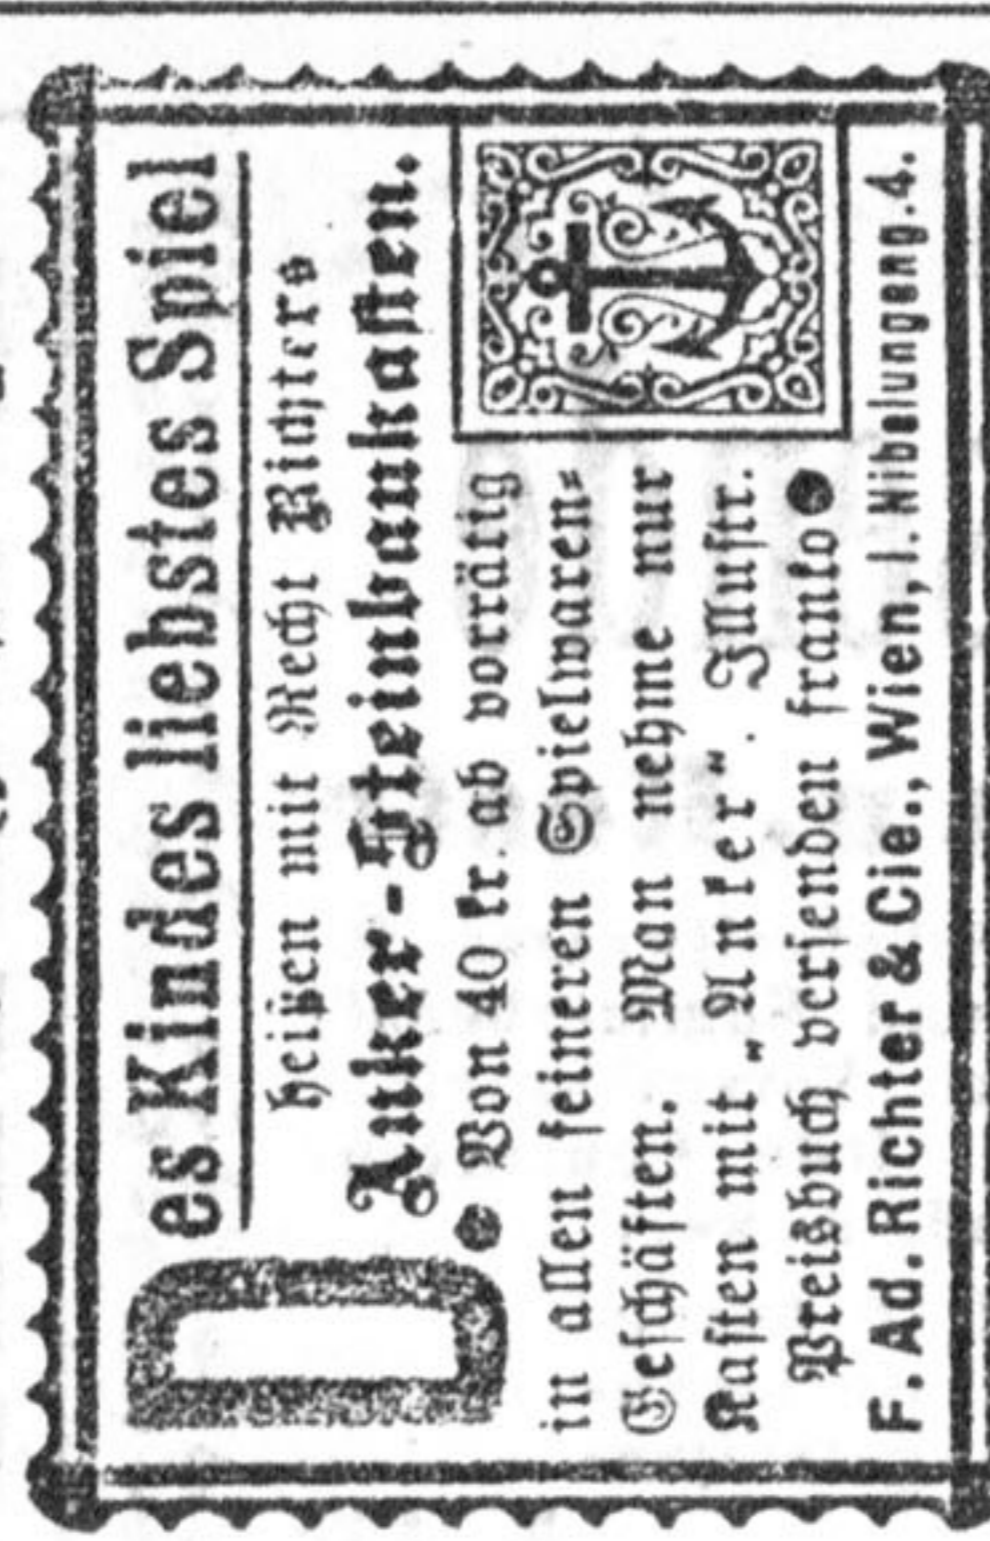 Des Kindes liebstes Spiel
heißen mit Recht Richters
Anker-Steinbaukasten.
Von 40 kr. ab vorrätig
in allen feineren Spielwaren-
Geschäften. Man nehme nur
Kasten mit „Anker“. Illustr.
Preisbuch versenden franko
F. Ad. Richter & Cie., Wien, I. Nibelungeng. 4.